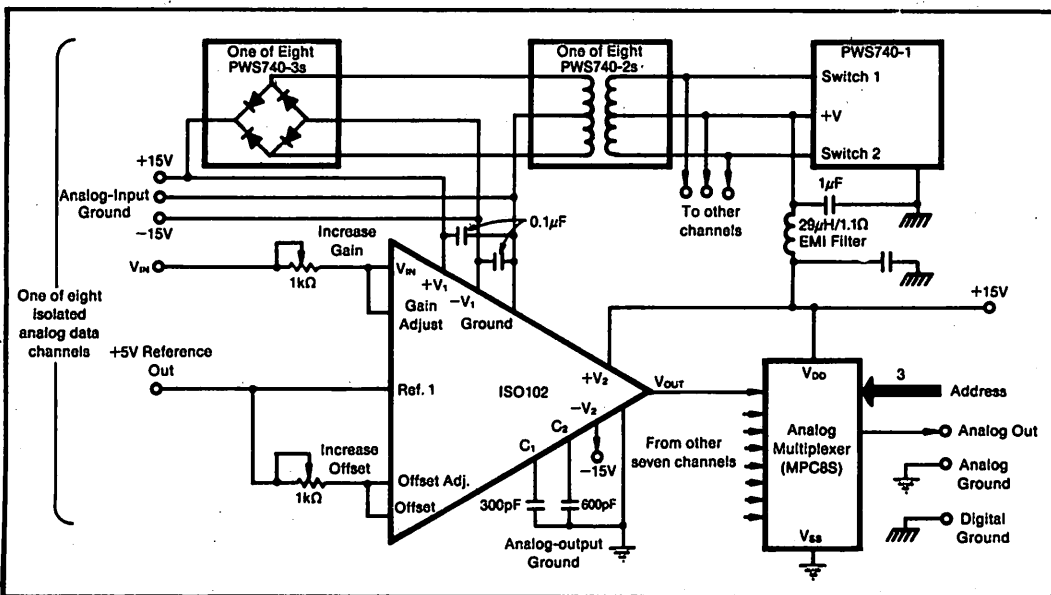 One of Eight
PWS740-3s
One of Eight
PWS740-2s
PWS740-1
Switch 1
+V
Switch 2
+15V
Analog-Input
Ground
−15V
0.1µF
To other
channels
1µF
29µH/1.1Ω
EMI Filter
Increase
Gain
VIN
1kΩ
VIN
+V1
−V1
Gain
Adjust
Ground
+15V
One of eight
isolated
analog data
channels
+5V Reference
Out
Ref. 1
ISO102
+V2
−V2
VOUT
VDD
3
Address
Analog
Multiplexer
(MPC8S)
Analog Out
From other
seven channels
Analog
Ground
Increase
Offset
1kΩ
Offset Adj.
Offset
C1
C2
−15V
300pF
600pF
Digital
Ground
VSS
Analog-output
Ground